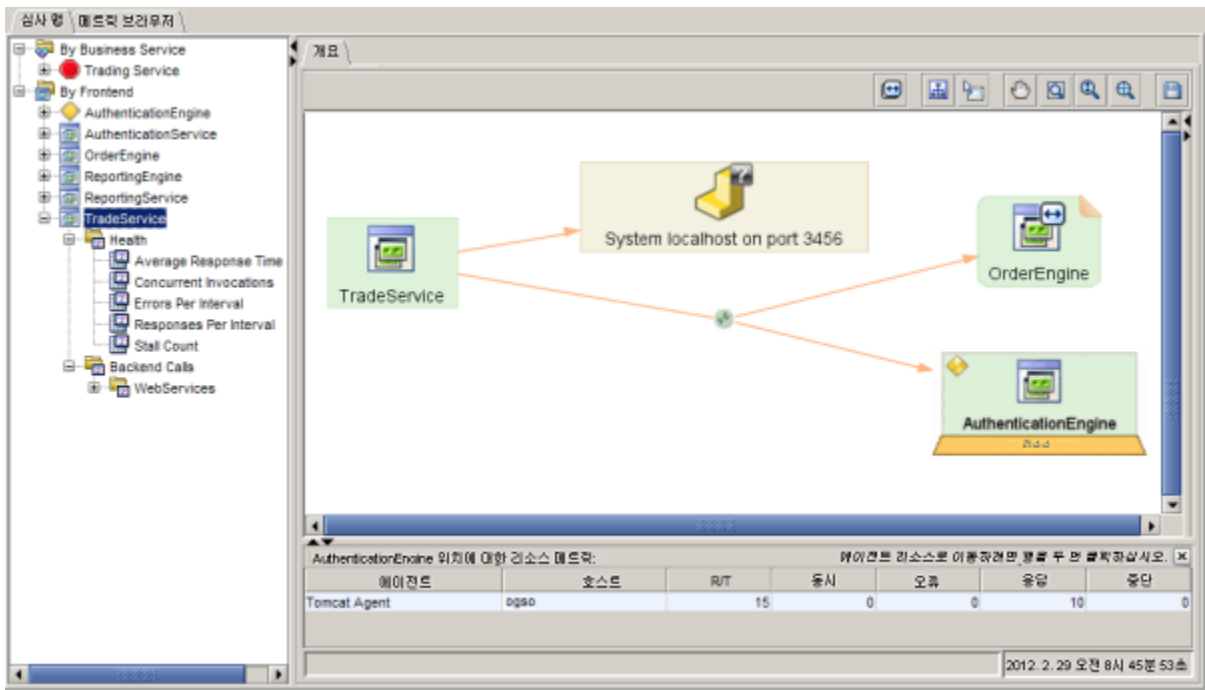 심사 맵
메트릭 브라우저
By Business Service
Trading Service
By Frontend
AuthenticationEngine
AuthenticationService
OrderEngine
ReportingEngine
ReportingService
TradeService
Health
Average Response Time
Concurrent Invocations
Errors Per Interval
Responses Per Interval
Stall Count
Backend Calls
WebServices
개요
System localhost on port 3456
TradeService
OrderEngine
AuthenticationEngine
리소스
AuthenticationEngine 위치에 대한 리소스 메트릭:
에이전트 리소스로 이동하려면 행을 두 번 클릭하십시오.
에이전트 호스트 R/T 동시 오류 응답 중단
Tomcat Agent 15 0 0 10 0
2012. 2. 29 오전 8시 45분 53초